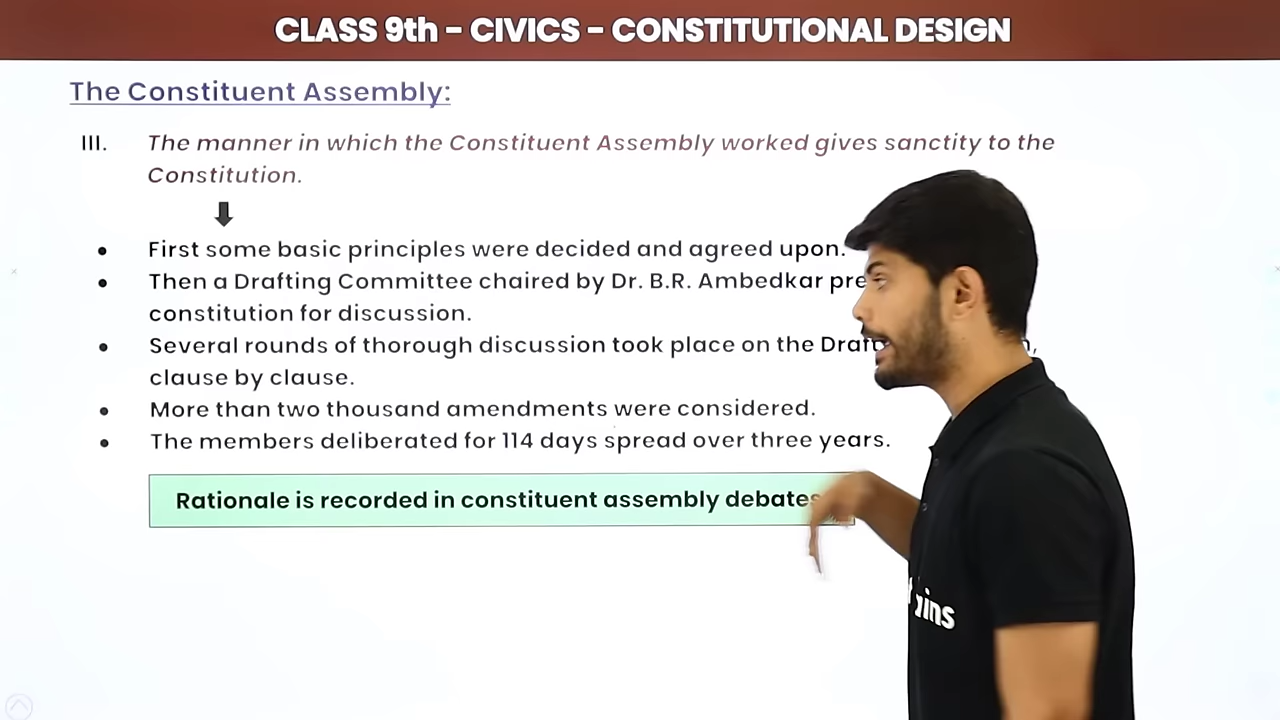 CLASS 9th - CIVICS - CONSTITUTIONAL DESIGN
The Constituent Assembly:
III. The manner in which the Constituent Assembly worked gives sanctity to the
Constitution.
• First some basic principles were decided and agreed upon.
• Then a Drafting Committee chaired by Dr. B.R. Ambedkar
constitution for discussion.
• Several rounds of thorough discussion took place on the
clause by clause.
• More than two thousand amendments were considered.
• The members deliberated for 114 days spread over three years.
Rationale is recorded in constituent assembly debates